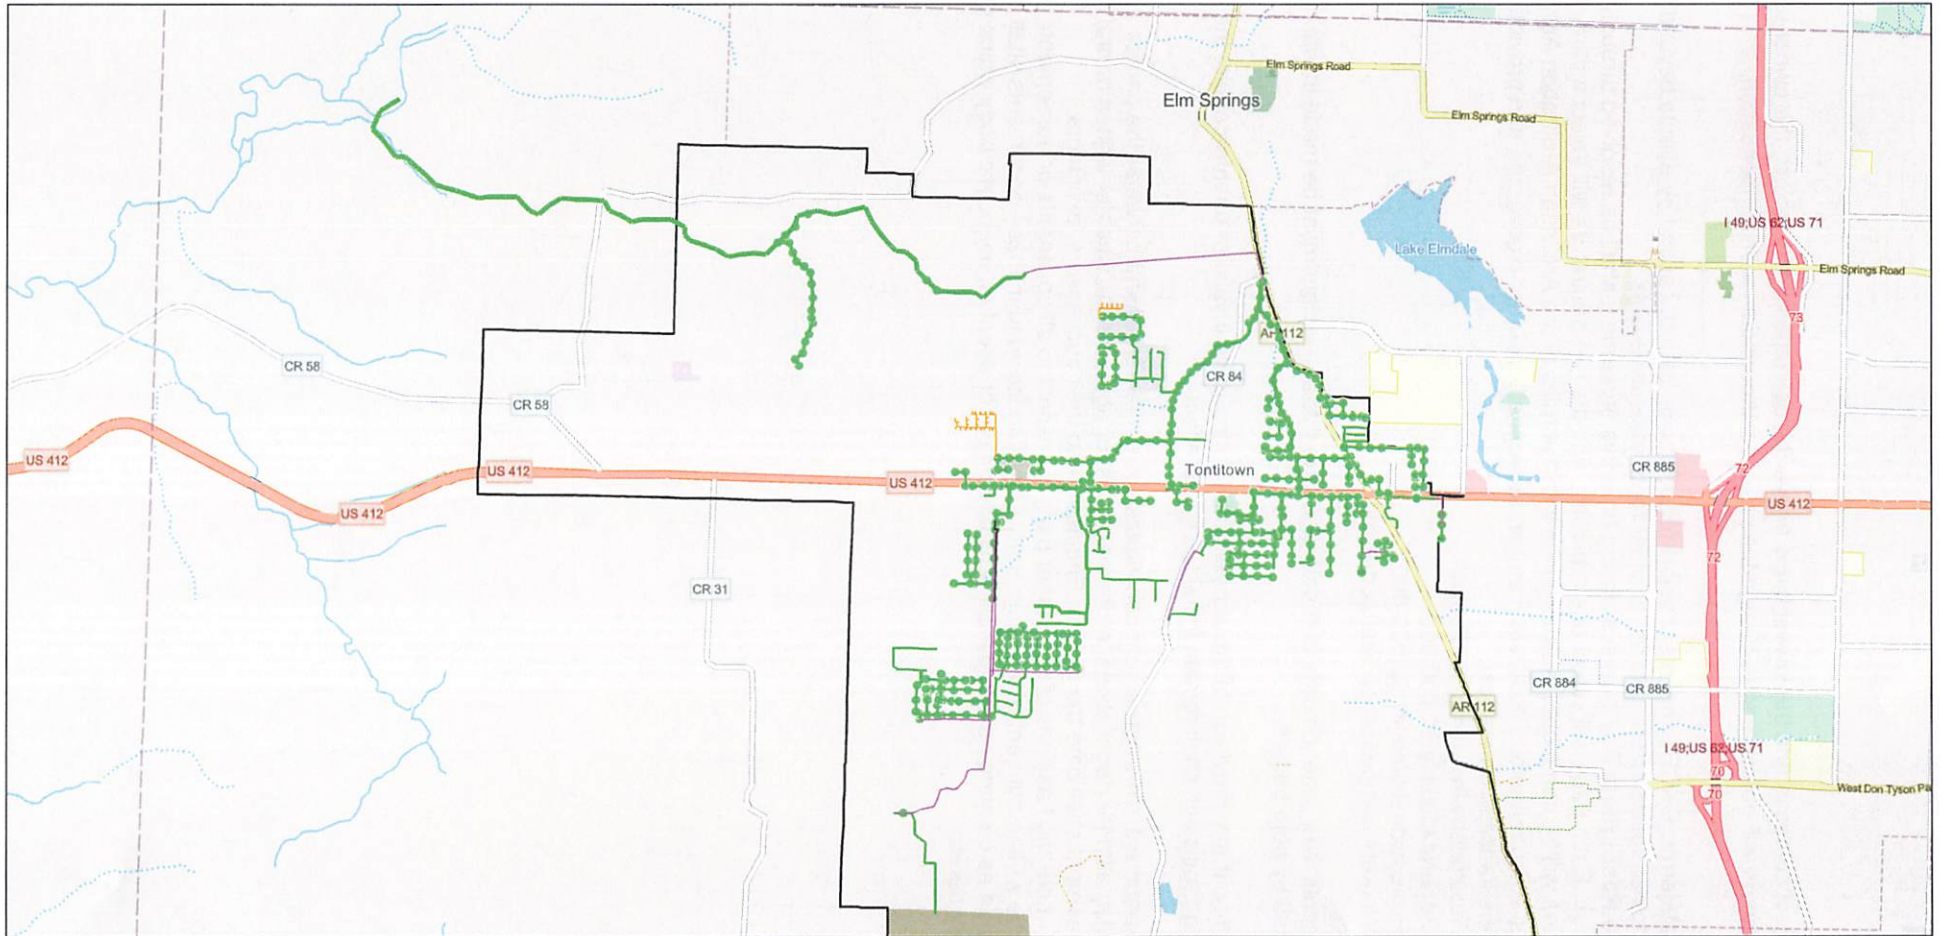 Elm Springs Road
Elm Springs
Elm Springs Road
I 49;US 62;US 71
Lake Elmdale
Elm Springs Road
73
AR 112
CR 58
CR 84
CR 58
US 412
US 412
US 412
Tontitown
CR 885
72
US 412
US 412
72
CR 31
CR 884
CR 885
AR 112
I 49;US 62;US 71
70
70
West Don Tyson Pa